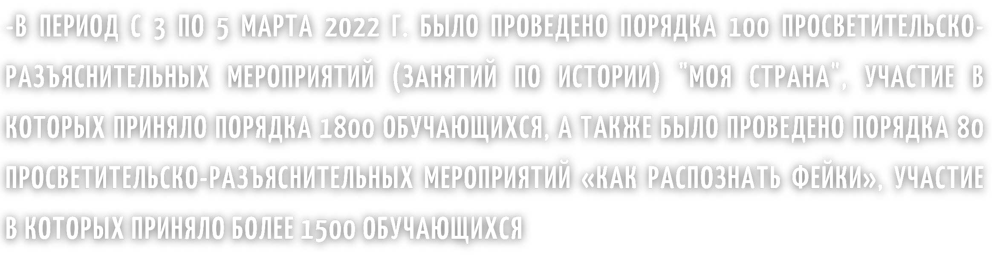 -В ПЕРИОД С 3 ПО 5 МАРТА 2022 Г. БЫЛО ПРОВЕДЕНО ПОРЯДКА 100 ПРОСВЕТИТЕЛЬСКО-
РАЗЪЯСНИТЕЛЬНЫХ МЕРОПРИЯТИЙ (ЗАНЯТИЙ ПО ИСТОРИИ) "МОЯ СТРАНА", УЧАСТИЕ В
КОТОРЫХ ПРИНЯЛО ПОРЯДКА 1800 ОБУЧАЮЩИХСЯ, А ТАКЖЕ БЫЛО ПРОВЕДЕНО ПОРЯДКА 80
ПРОСВЕТИТЕЛЬСКО-РАЗЪЯСНИТЕЛЬНЫХ МЕРОПРИЯТИЙ «КАК РАСПОЗНАТЬ ФЕЙКИ», УЧАСТИЕ
В КОТОРЫХ ПРИНЯЛО БОЛЕЕ 1500 ОБУЧАЮЩИХСЯ